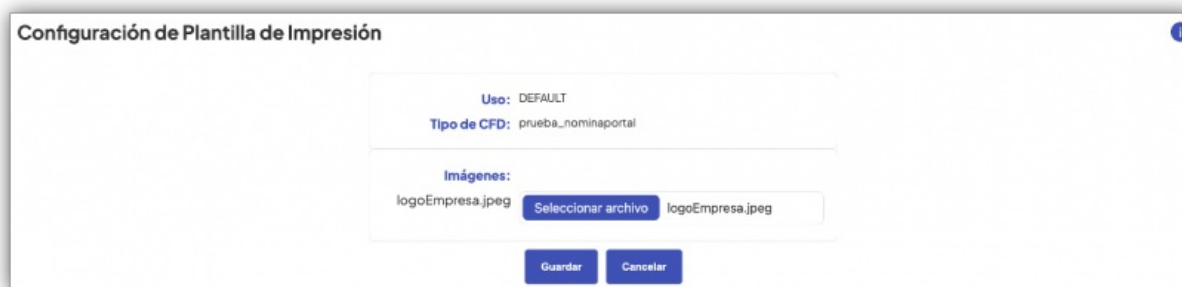 Configuración de Plantilla de Impresión
Uso: DEFAULT
Tipo de CFD: prueba_nominaportal
Imágenes:
logoEmpresa.jpeg Seleccionar archivo logoEmpresa.jpeg
Guardar Cancelar